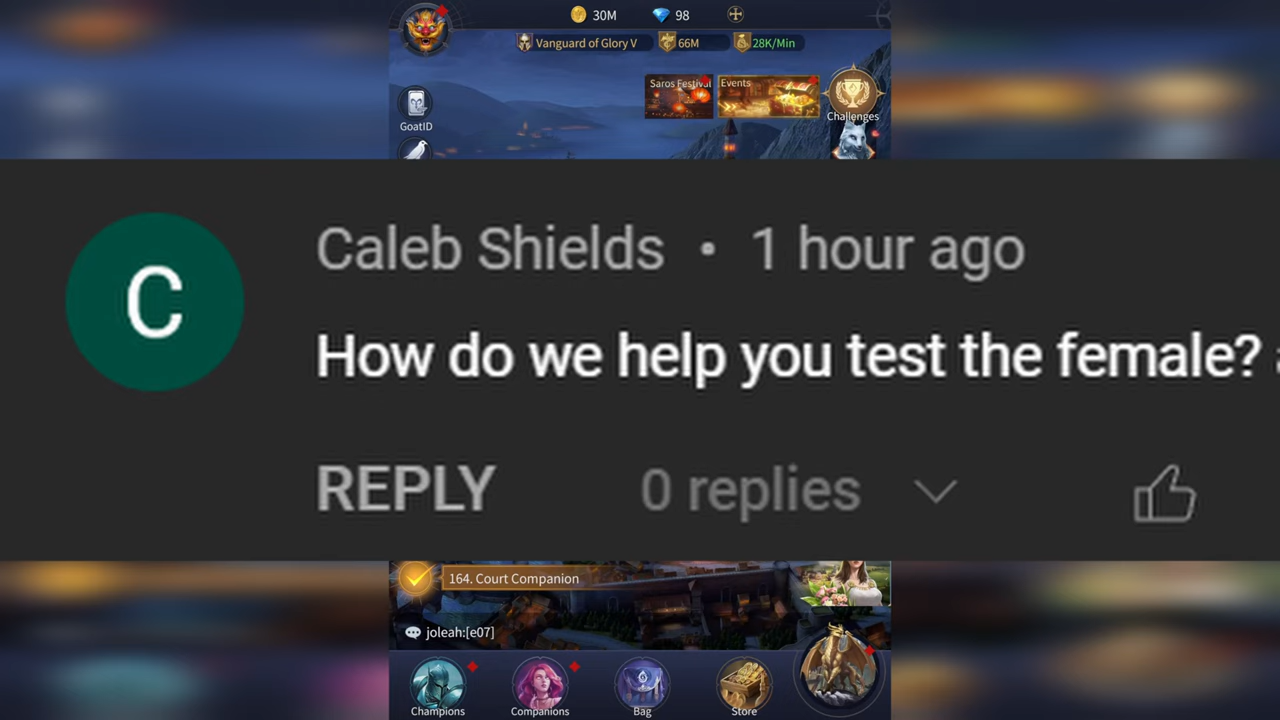 30M 98
Vanguard of Glory V 66M 28K/Min
Saros Festival Events
GoatID
Challenges
C
Caleb Shields • 1 hour ago
How do we help you test the female?
REPLY 0 replies
164. Court Companion
joleah:[e07]
Champions Companions Bag Store